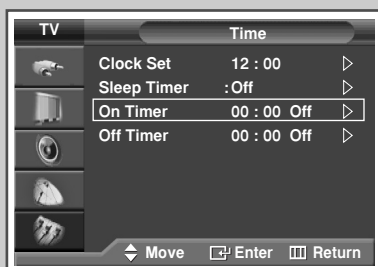 TV Time
Clock Set 12 : 00
Sleep Timer : Off
On Timer 00 : 00 Off
Off Timer 00 : 00 Off
Move Enter Return